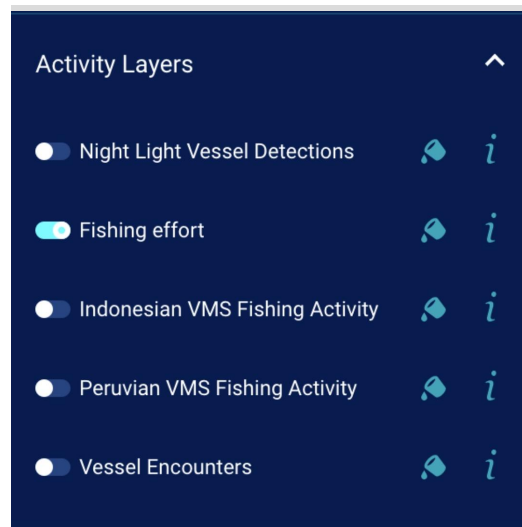 Activity Layers
Night Light Vessel Detections
Fishing effort
Indonesian VMS Fishing Activity
Peruvian VMS Fishing Activity
Vessel Encounters